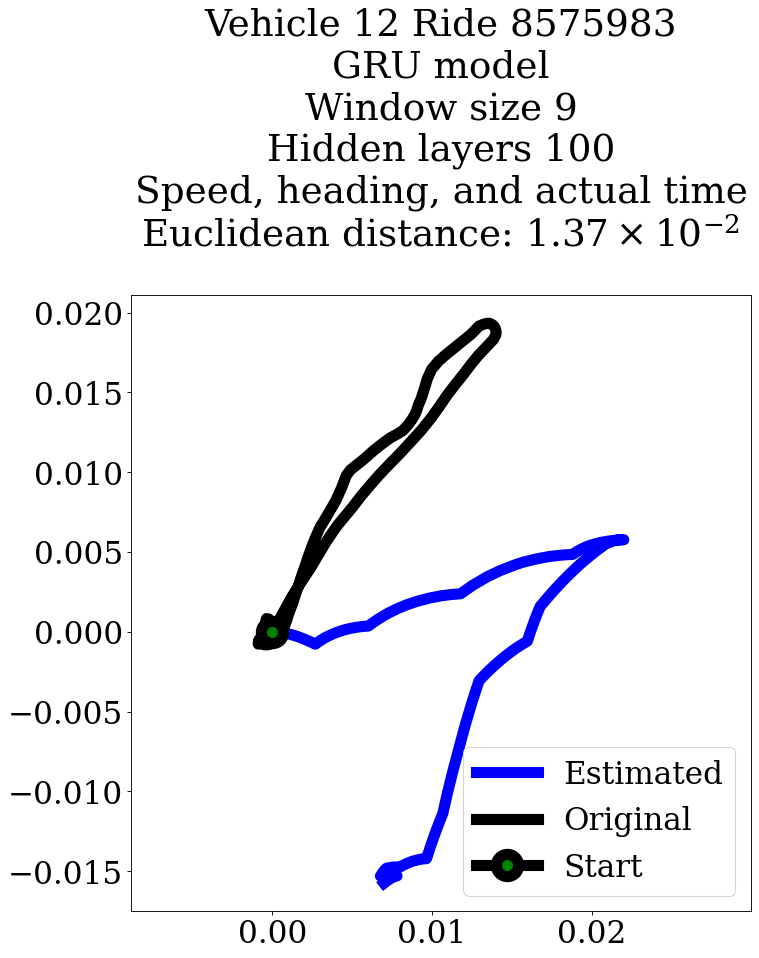 Vehicle 12 Ride 8575983
GRU model
Window size 9
Hidden layers 100
Speed, heading, and actual time
Euclidean distance: 1.37 × 10⁻²
0.020
0.015
0.010
0.005
0.000
−0.005
−0.010
−0.015
Estimated
Original
Start
0.00 0.01 0.02